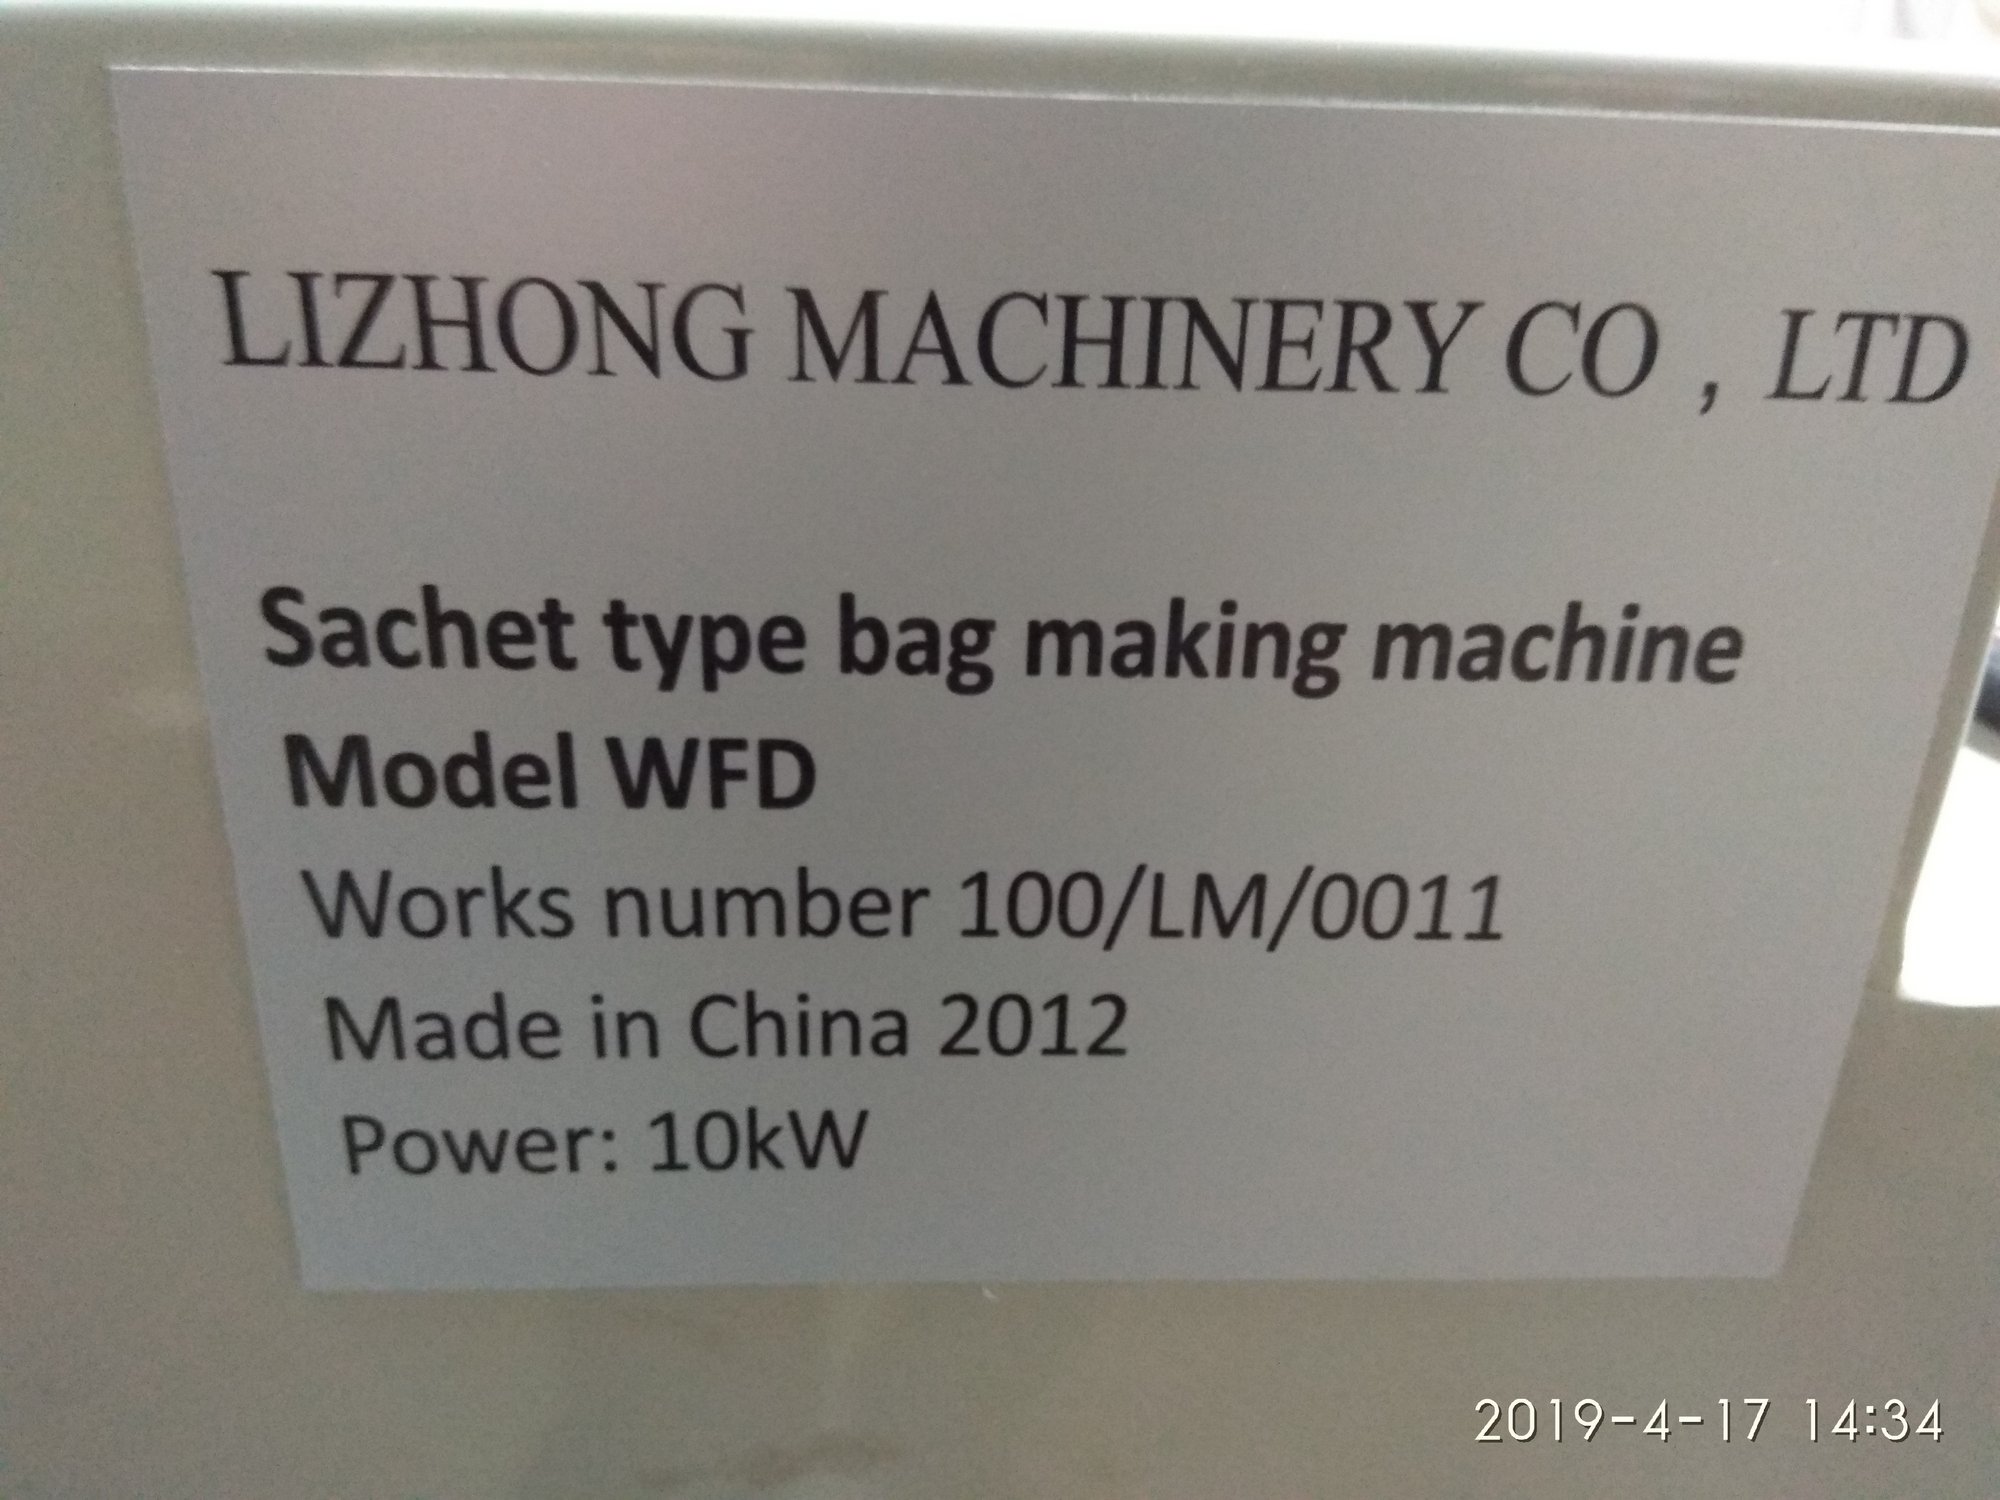 LIZHONG MACHINERY CO , LTD
Sachet type bag making machine
Model WFD
Works number 100/LM/0011
Made in China 2012
Power: 10kW
2019-4-17 14:34